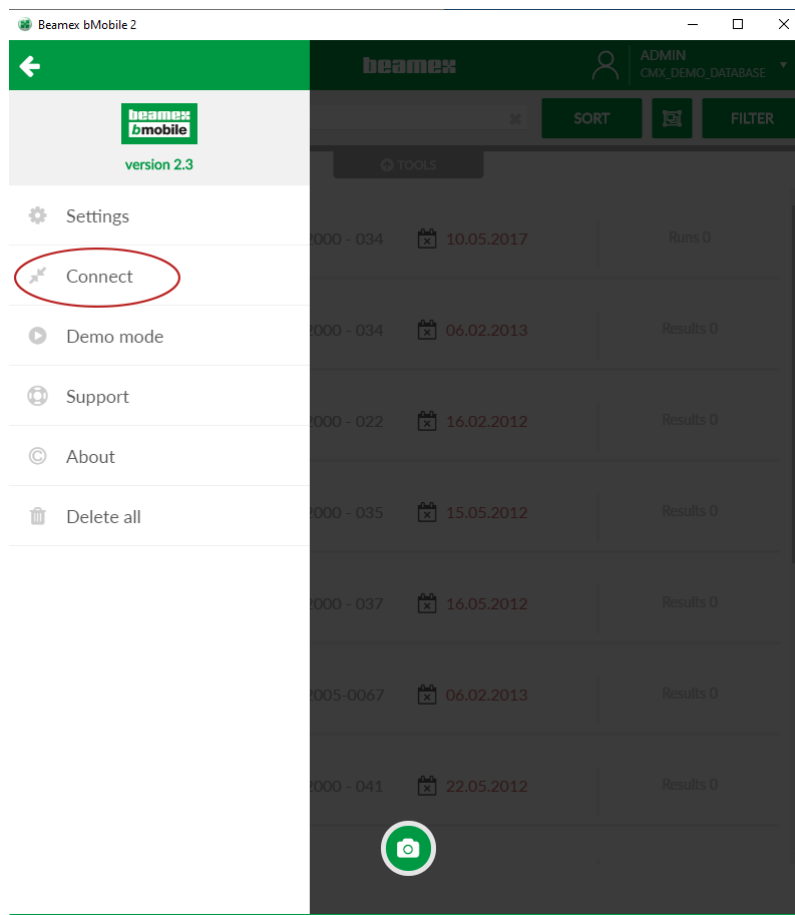 Beamex bMobile 2
beamex
ADMIN
CMX_DEMO_DATABASE
beamex
bmobile
version 2.3
SORT
FILTER
TOOLS
Settings
Connect
Demo mode
Support
About
Delete all
2000 - 034 10.05.2017 Runs 0
2000 - 034 06.02.2013 Results 0
2000 - 022 16.02.2012 Results 0
2000 - 035 15.05.2012 Results 0
2000 - 037 16.05.2012 Results 0
2005-0067 06.02.2013 Results 0
2000 - 041 22.05.2012 Results 0